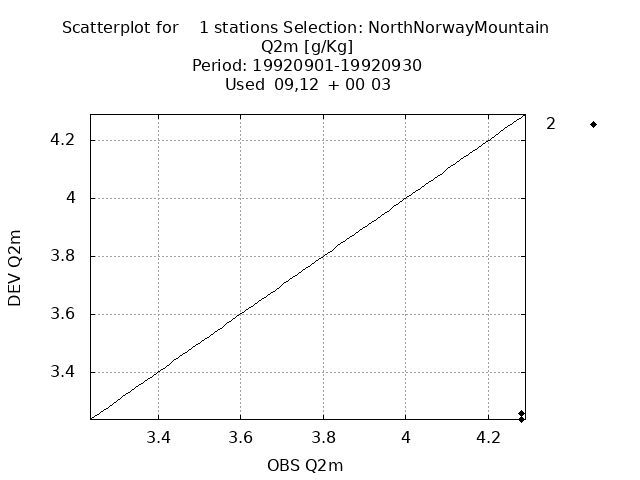 Scatterplot for    1 stations Selection: NorthNorwayMountain
Q2m [g/Kg]
Period: 19920901-19920930
Used  09,12  + 00 03
2
4.2
4
3.8
3.6
3.4
DEV Q2m
3.4
3.6
3.8
4
4.2
OBS Q2m